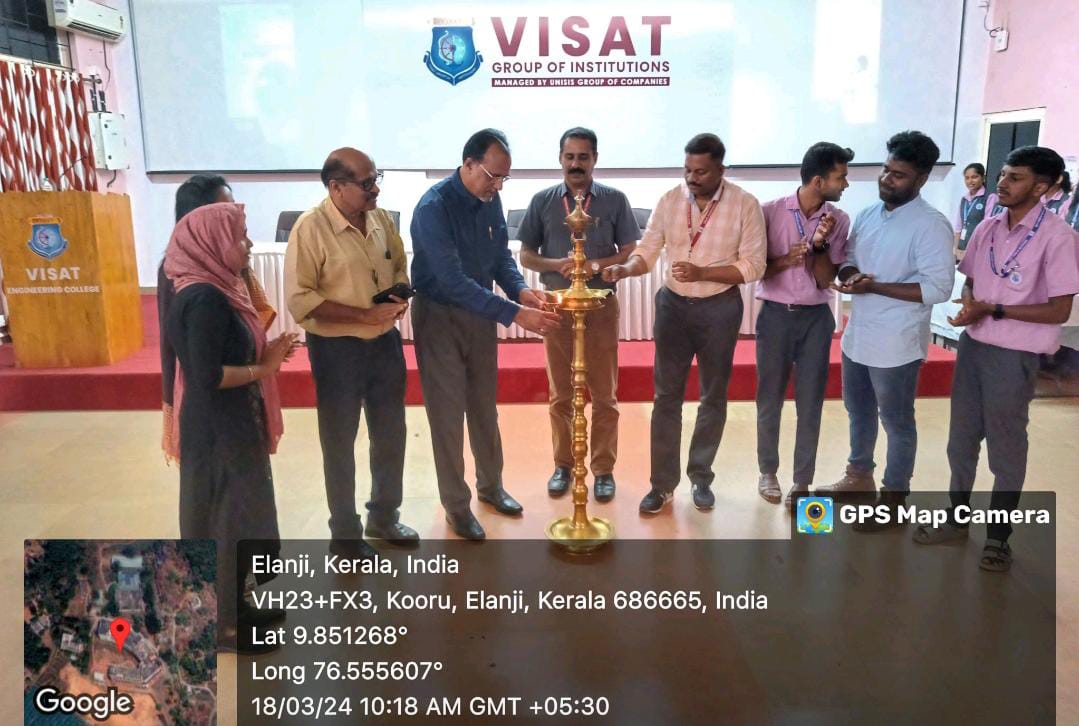 VISAT
GROUP OF INSTITUTIONS
MANAGED BY UNISIS GROUP OF COMPANIES
VISAT
ENGINEERING COLLEGE
GPS Map Camera
Elanji, Kerala, India
VH23+FX3, Kooru, Elanji, Kerala 686665, India
Lat 9.851268°
Long 76.555607°
18/03/24 10:18 AM GMT +05:30
Google